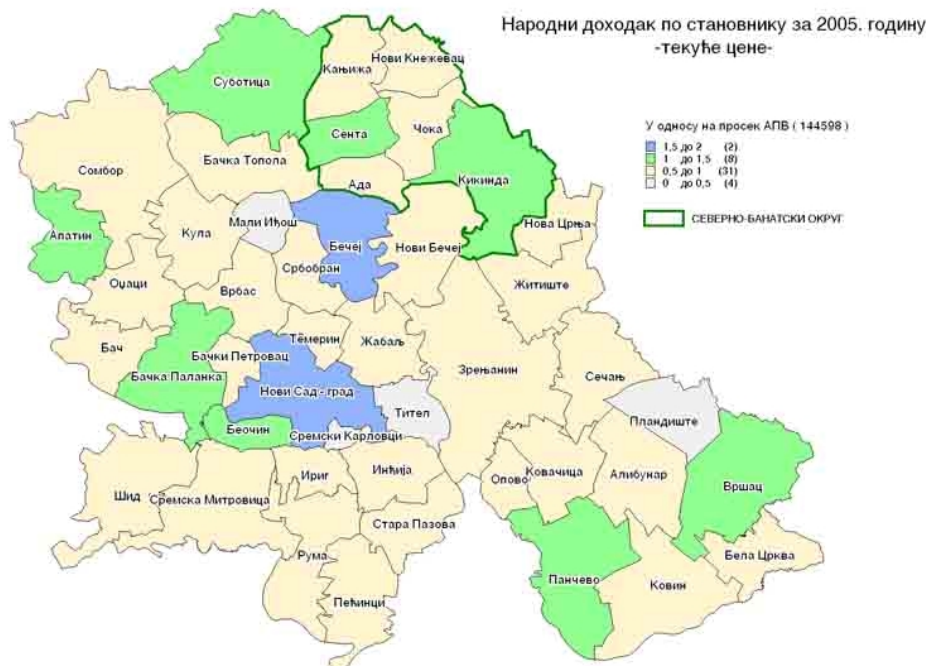 Народни доходак по становнику за 2005. годину
-текуће цене-
У односу на просек АПВ ( 144598 )
1,5 до 2 (2)
1 до 1,5 (8)
0,5 до 1 (31)
0 до 0,5 (4)
СЕВЕРНО-БАНАТСКИ ОКРУГ
Суботица
Кањижа
Нови Кнежевац
Сента
Чока
Бачка Топола
Сомбор
Ада
Кикинда
Мали Иђош
Нова Црња
Апатин
Кула
Бечеј
Нови Бечеј
Србобран
Оџаци
Врбас
Житиште
Тёмерин
Бач
Бачки Петровац
Жабаљ
Бачка Паланка
Зрењанин
Сечањ
Нови Сад - град
Тител
Пландиште
Беочин
Сремски Карловци
Ириг
Инђија
Опово
Ковачица
Алибунар
Вршац
Шид
Сремска Митровица
Стара Пазова
Рума
Бела Црква
Панчево
Ковин
Пећинци